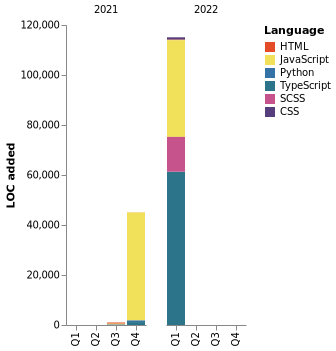 2021
2022
Language
HTML
JavaScript
Python
TypeScript
SCSS
CSS
LOC added
120,000
100,000
80,000
60,000
40,000
20,000
0
Q1
Q2
Q3
Q4
Q1
Q2
Q3
Q4